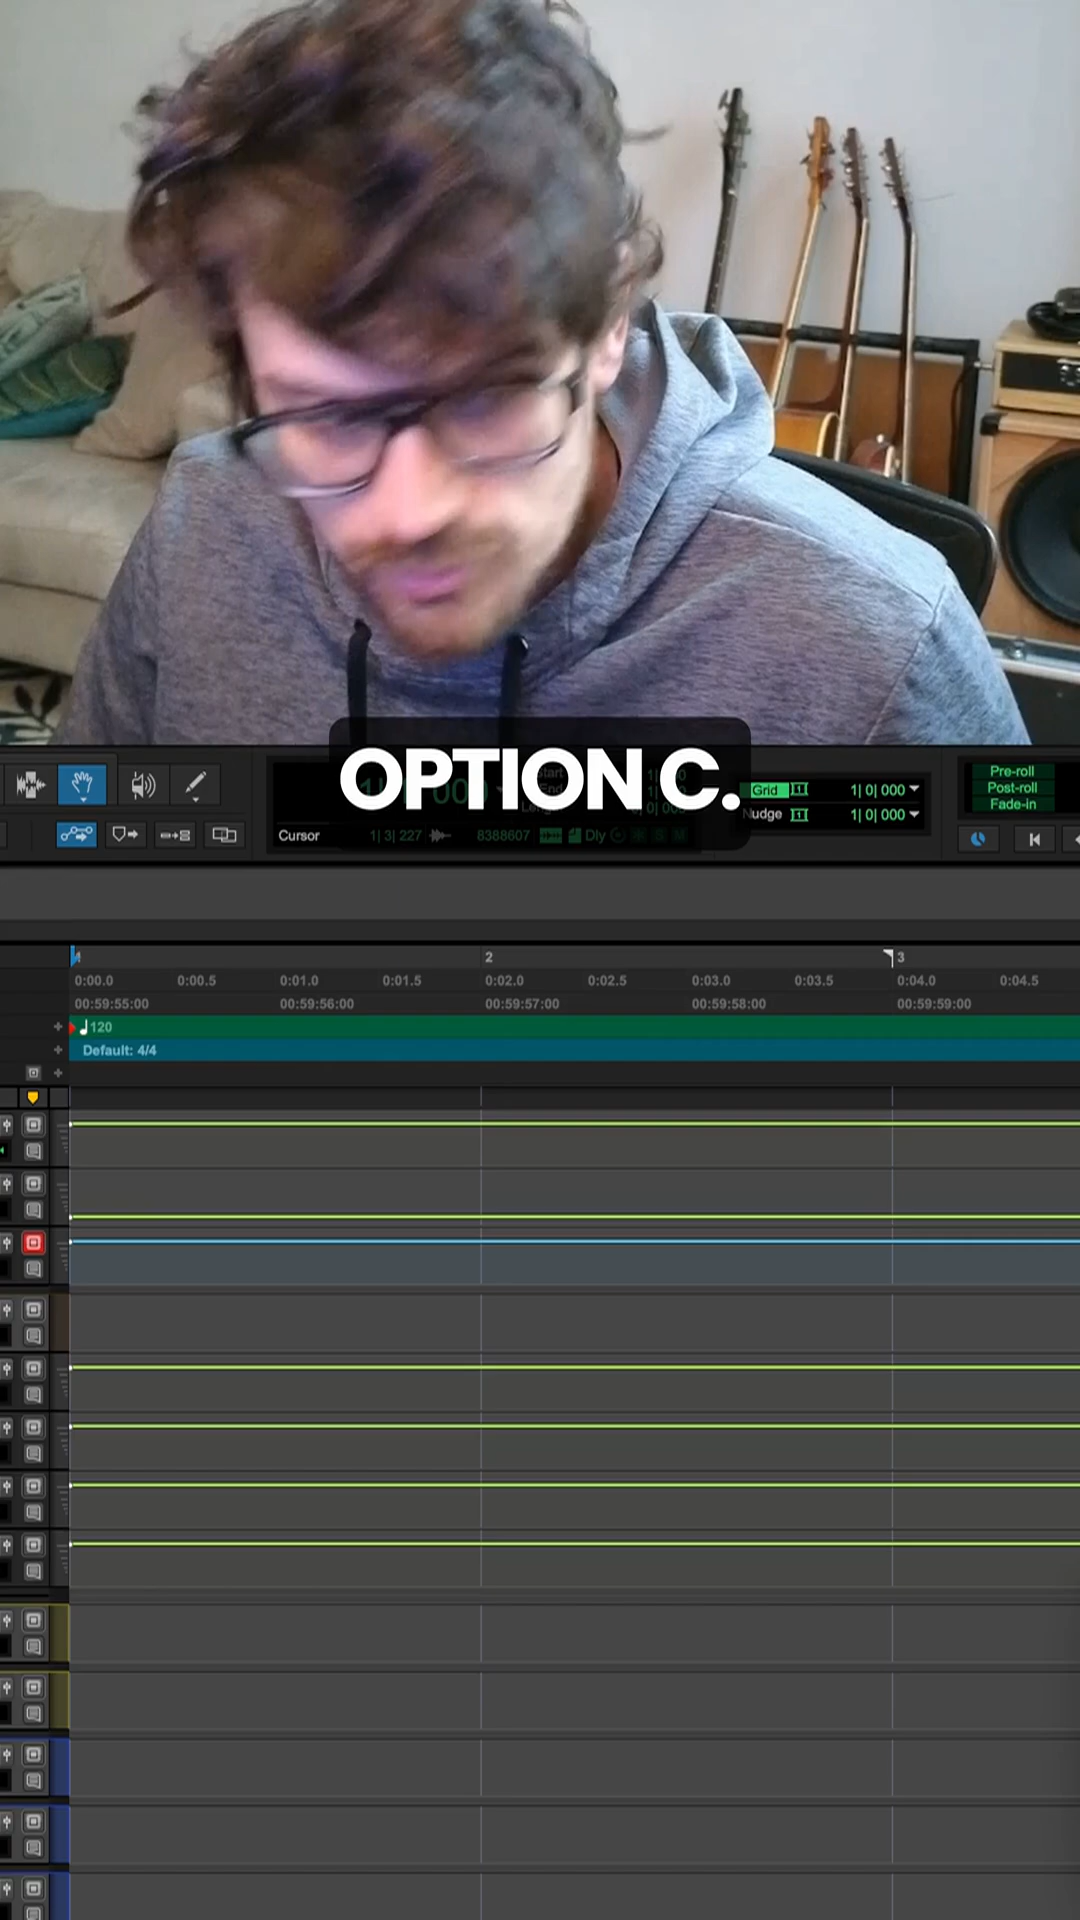 OPTION C.
Pre-roll
Post-roll
Fade-in
Grid 1| 0| 000
Nudge 1| 0| 000
Cursor 1| 3| 227 8388607 Dly
2
3
0:00.0 0:00.5 0:01.0 0:01.5 0:02.0 0:02.5 0:03.0 0:03.5 0:04.0 0:04.5
00:59:55:00 00:59:56:00 00:59:57:00 00:59:58:00 00:59:59:00
120
Default: 4/4